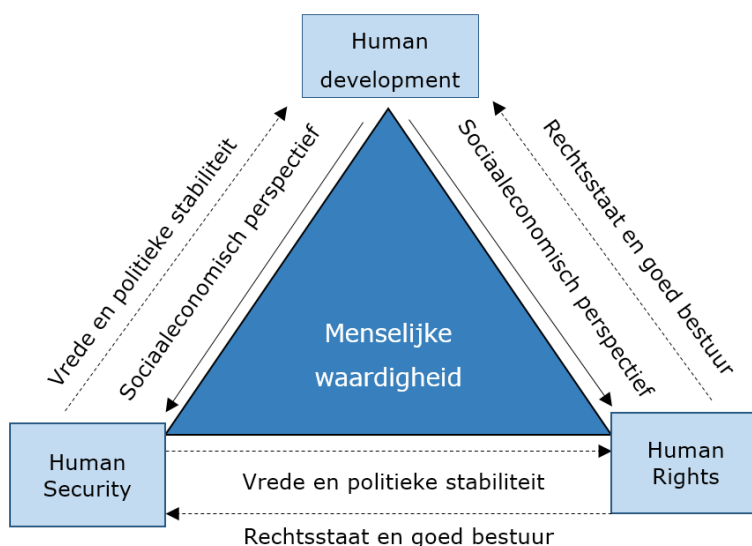 Human
development
Vrede en politieke stabiliteit
Sociaaleconomisch perspectief
Sociaaleconomisch perspectief
Rechtsstaat en goed bestuur
Menselijke
waardigheid
Human
Security
Human
Rights
Vrede en politieke stabiliteit
Rechtsstaat en goed bestuur